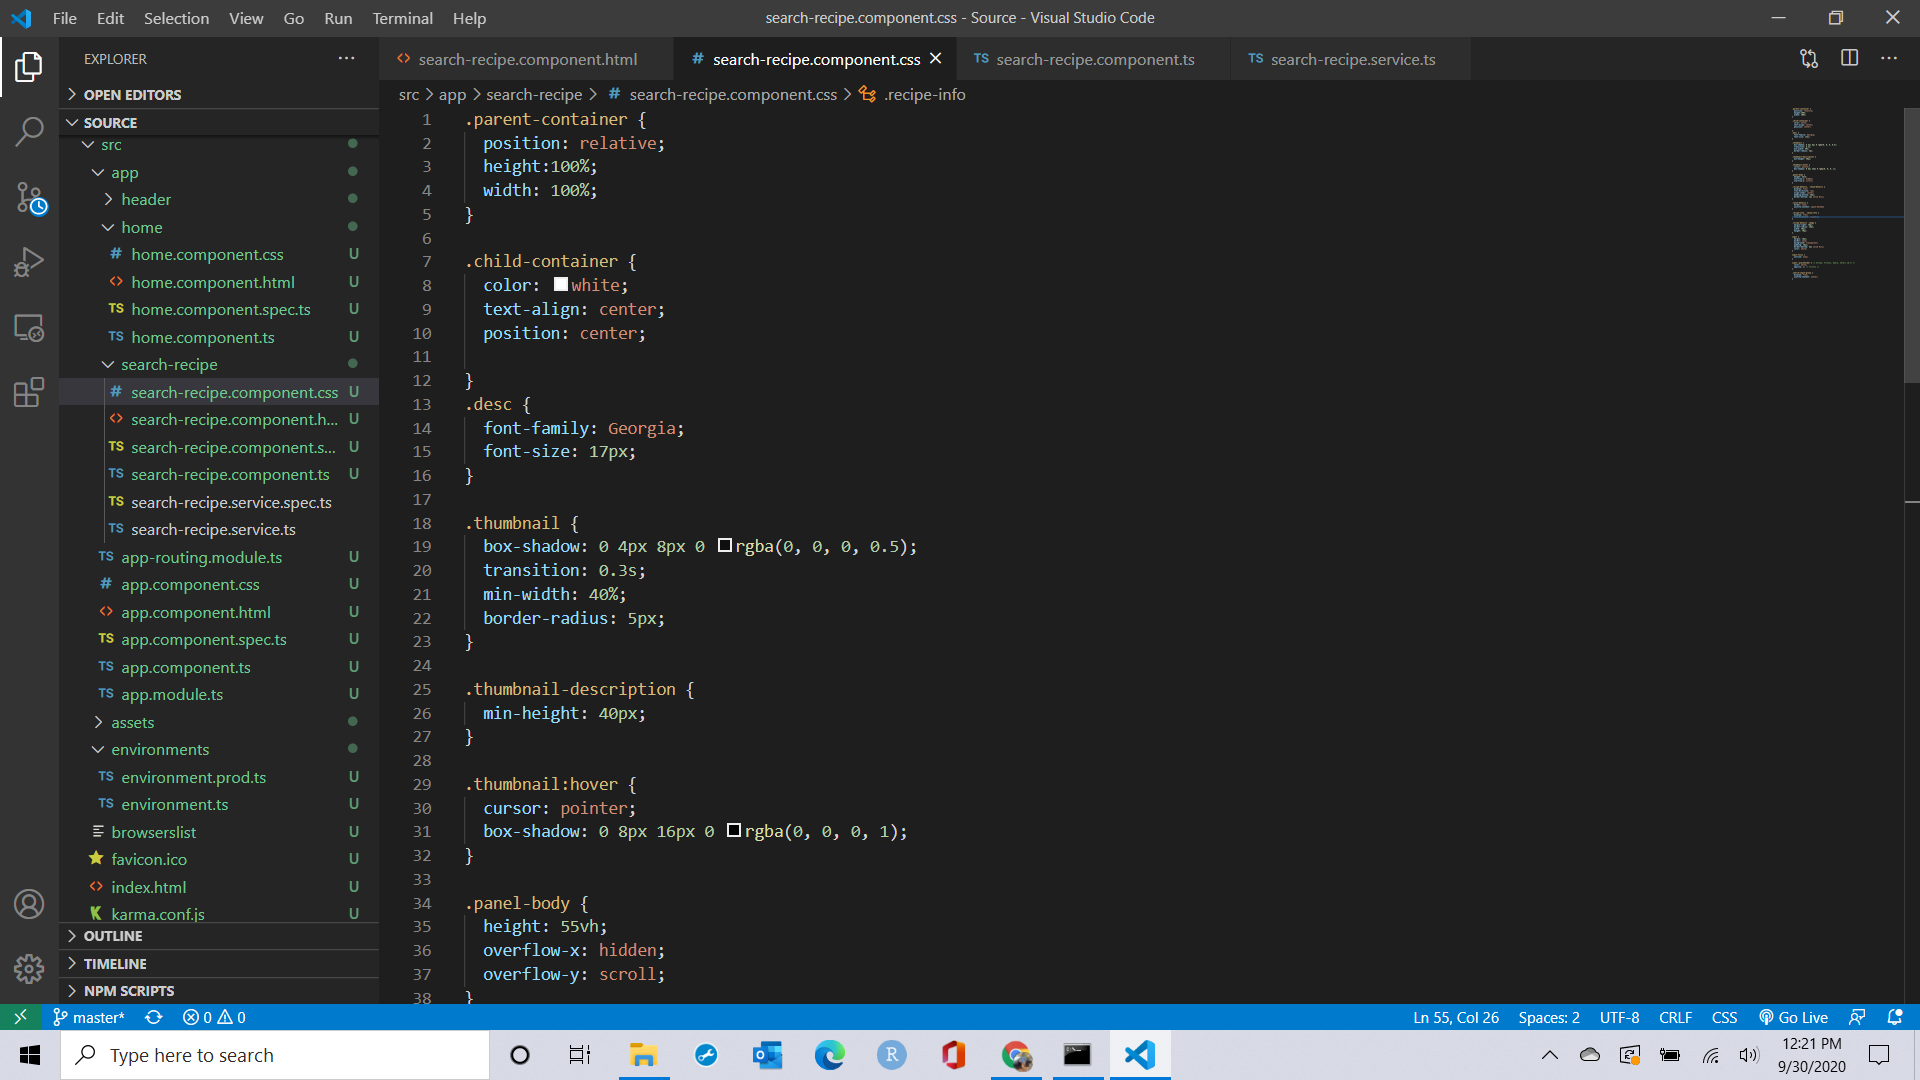 File Edit Selection View Go Run Terminal Help
search-recipe.component.css - Source - Visual Studio Code
EXPLORER
OPEN EDITORS
SOURCE
src
app
header
home
# home.component.css U
<> home.component.html U
TS home.component.spec.ts U
TS home.component.ts U
search-recipe
# search-recipe.component.css U
<> search-recipe.component.h... U
TS search-recipe.component.s... U
TS search-recipe.component.ts U
TS search-recipe.service.spec.ts
TS search-recipe.service.ts
TS app-routing.module.ts U
# app.component.css U
<> app.component.html U
TS app.component.spec.ts U
TS app.component.ts U
TS app.module.ts U
assets
environments
TS environment.prod.ts U
TS environment.ts U
browserslist U
favicon.ico U
<> index.html U
K karma.conf.js U
OUTLINE
TIMELINE
NPM SCRIPTS
<> search-recipe.component.html
# search-recipe.component.css
TS search-recipe.component.ts
TS search-recipe.service.ts
src > app > search-recipe > # search-recipe.component.css > .recipe-info
1 .parent-container {
2 position: relative;
3 height:100%;
4 width: 100%;
5 }
6
7 .child-container {
8 color: white;
9 text-align: center;
10 position: center;
11
12 }
13 .desc {
14 font-family: Georgia;
15 font-size: 17px;
16 }
17
18 .thumbnail {
19 box-shadow: 0 4px 8px 0 rgba(0, 0, 0, 0.5);
20 transition: 0.3s;
21 min-width: 40%;
22 border-radius: 5px;
23 }
24
25 .thumbnail-description {
26 min-height: 40px;
27 }
28
29 .thumbnail:hover {
30 cursor: pointer;
31 box-shadow: 0 8px 16px 0 rgba(0, 0, 0, 1);
32 }
33
34 .panel-body {
35 height: 55vh;
36 overflow-x: hidden;
37 overflow-y: scroll;
38 }
master* 0 0
Ln 55, Col 26 Spaces: 2 UTF-8 CRLF CSS Go Live
Type here to search
R
12:21 PM
9/30/2020